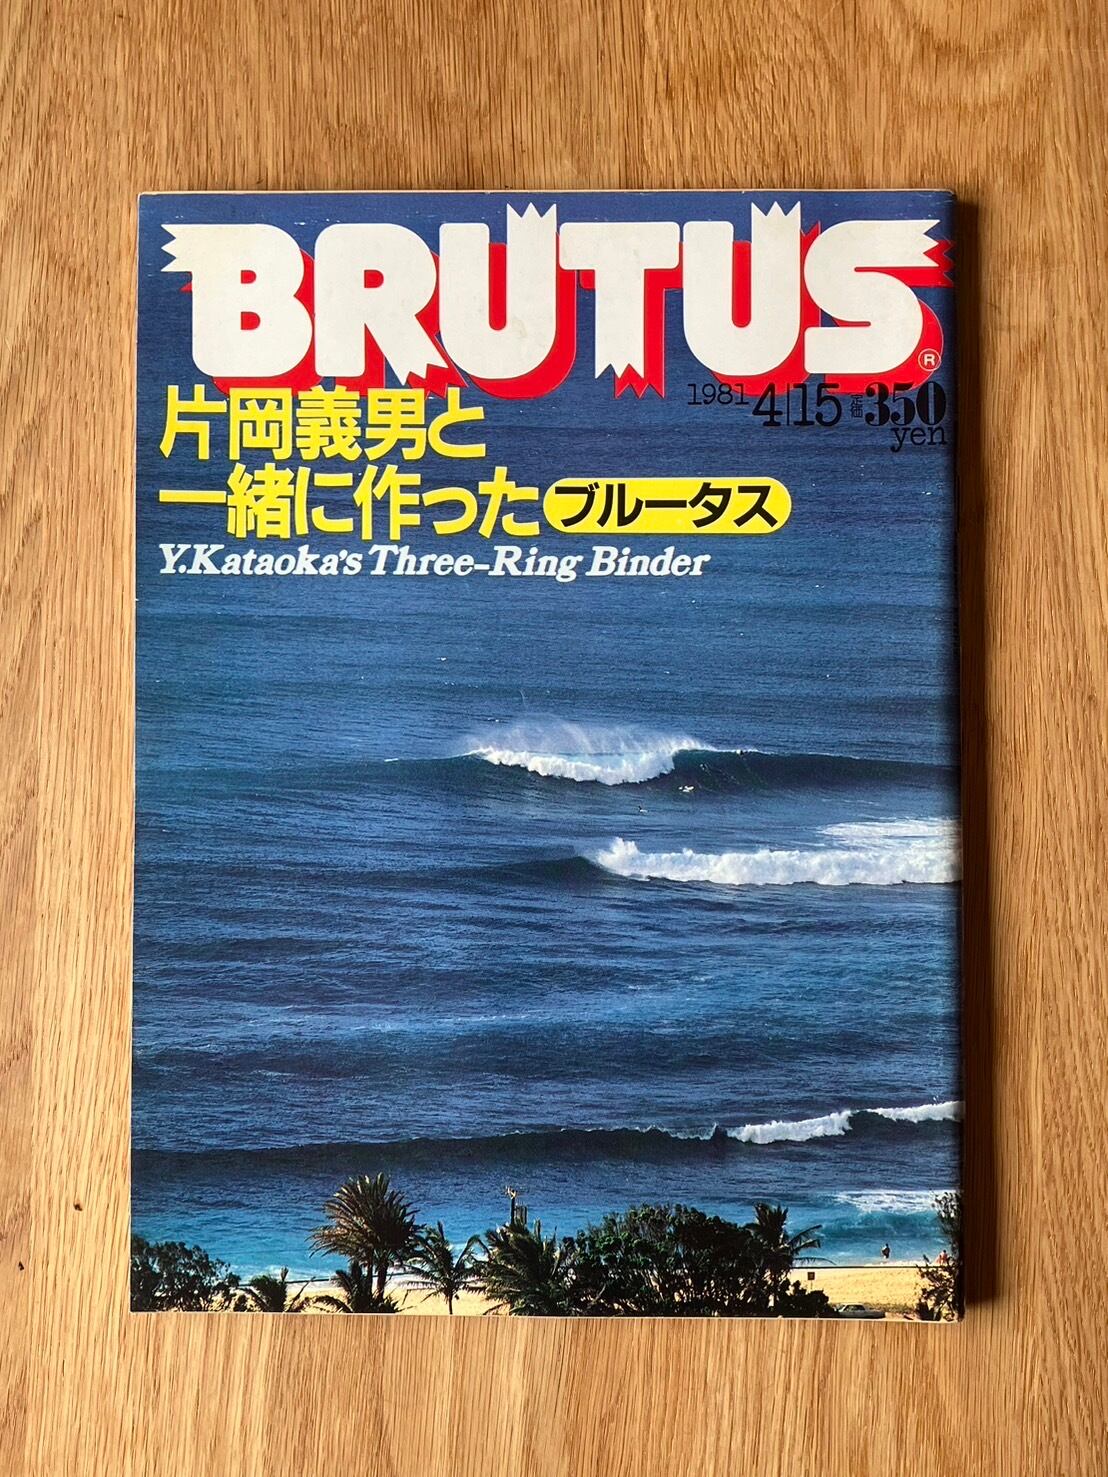 BRUTUS
®
1981 4|15 定価 350 yen
片岡義男と
一緒に作った ブルータス
Y.Kataoka's Three-Ring Binder